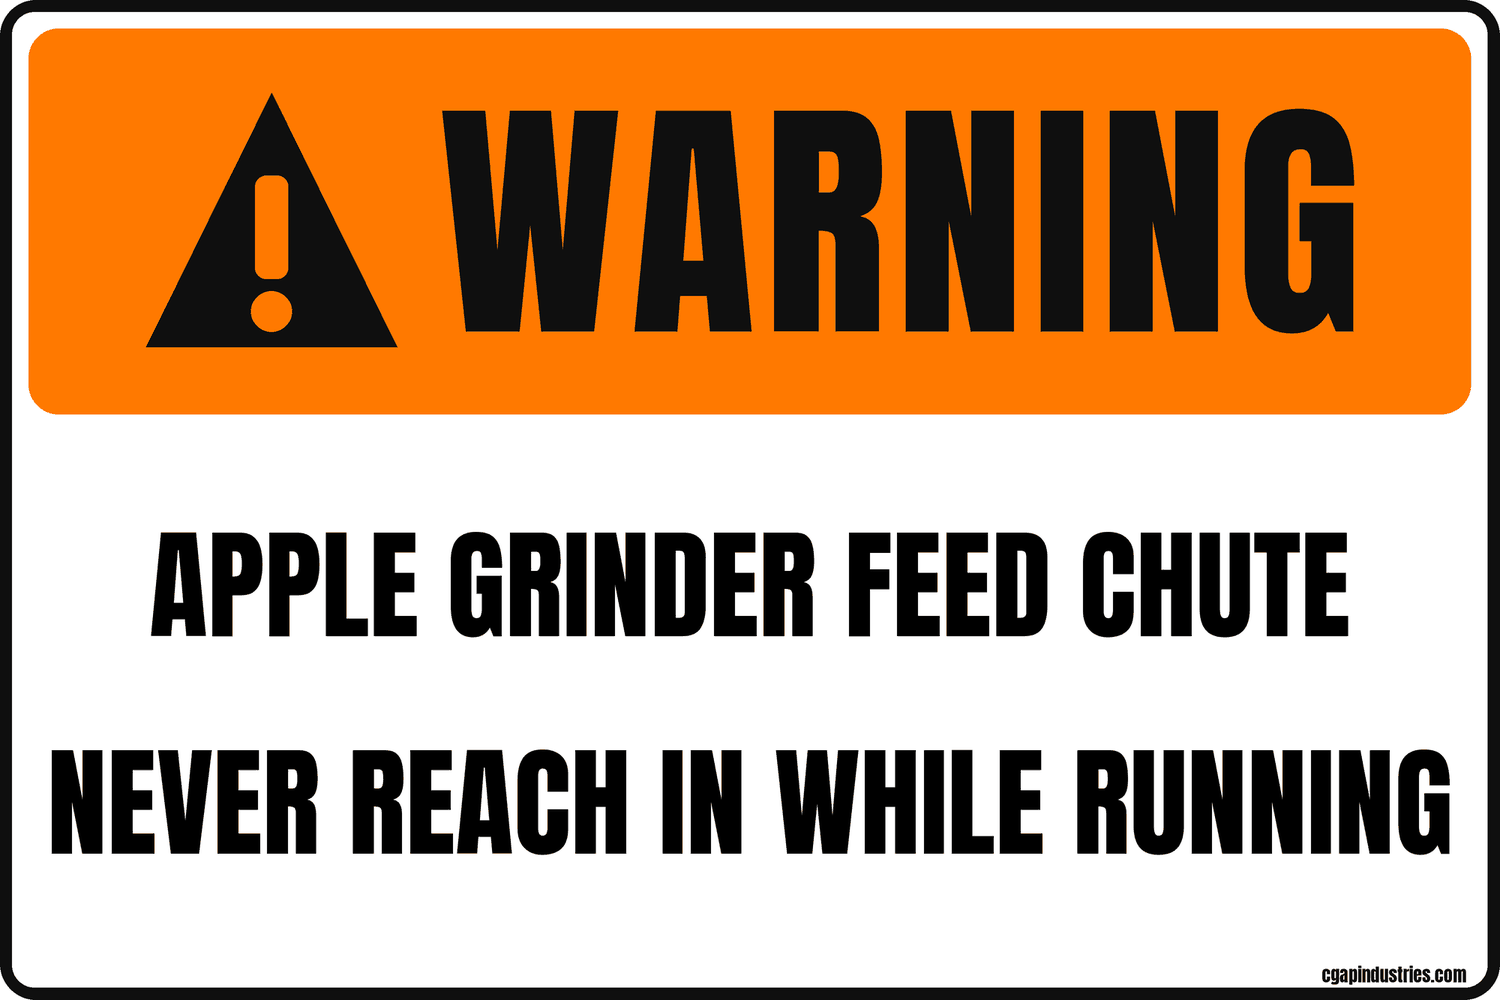 WARNING
APPLE GRINDER FEED CHUTE
NEVER REACH IN WHILE RUNNING
cgapindustries.com